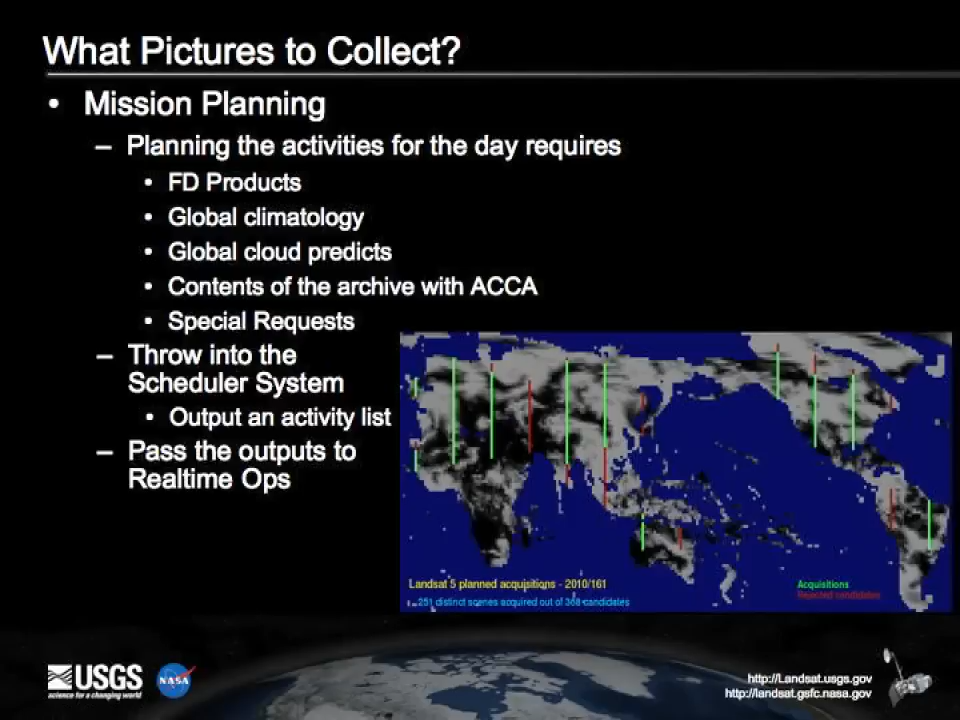 What Pictures to Collect?
• Mission Planning
– Planning the activities for the day requires
• FD Products
• Global climatology
• Global cloud predicts
• Contents of the archive with ACCA
• Special Requests
– Throw into the
Scheduler System
• Output an activity list
– Pass the outputs to
Realtime Ops
Landsat 5 planned acquisitions - 2010/161
251 distinct scenes acquired out of 368 candidates
Acquisitions
Rejected candidates
USGS
science for a changing world
NASA
http://Landsat.usgs.gov
http://landsat.gsfc.nasa.gov